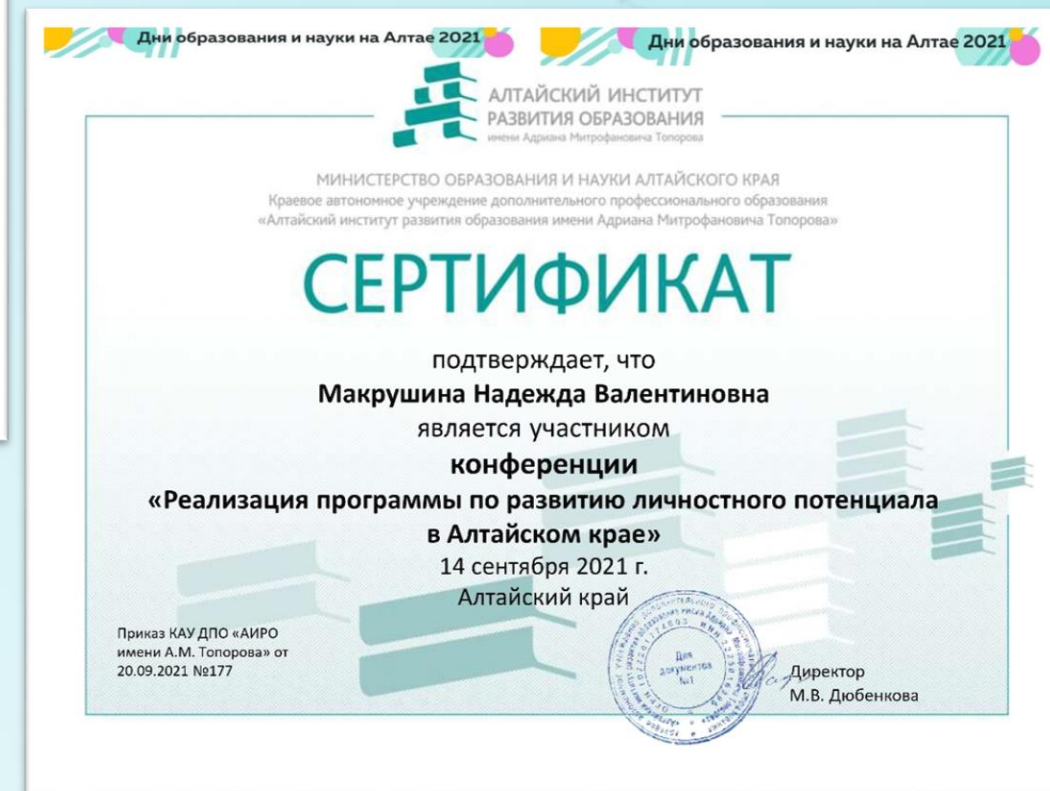 Дни образования и науки на Алтае 2021
Дни образования и науки на Алтае 2021
АЛТАЙСКИЙ ИНСТИТУТ
РАЗВИТИЯ ОБРАЗОВАНИЯ
имени Адриана Митрофановича Топорова
МИНИСТЕРСТВО ОБРАЗОВАНИЯ И НАУКИ АЛТАЙСКОГО КРАЯ
Краевое автономное учреждение дополнительного профессионального образования
«Алтайский институт развития образования имени Адриана Митрофановича Топорова»
СЕРТИФИКАТ
подтверждает, что
Макрушина Надежда Валентиновна
является участником
конференции
«Реализация программы по развитию личностного потенциала
в Алтайском крае»
14 сентября 2021 г.
Алтайский край
Приказ КАУ ДПО «АИРО
имени А.М. Топорова» от
20.09.2021 №177
Для
документов
№1
Директор
М.В. Дюбенкова